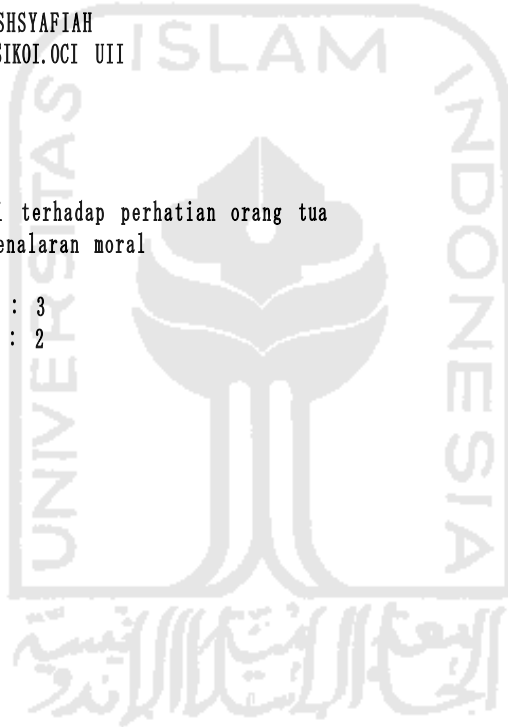 SHSYAFIAH
SIKOI.OCI UII
ISLAM
UNIVERSITAS
INDONESIA
terhadap perhatian orang tua
enalaran moral
: 3
: 2